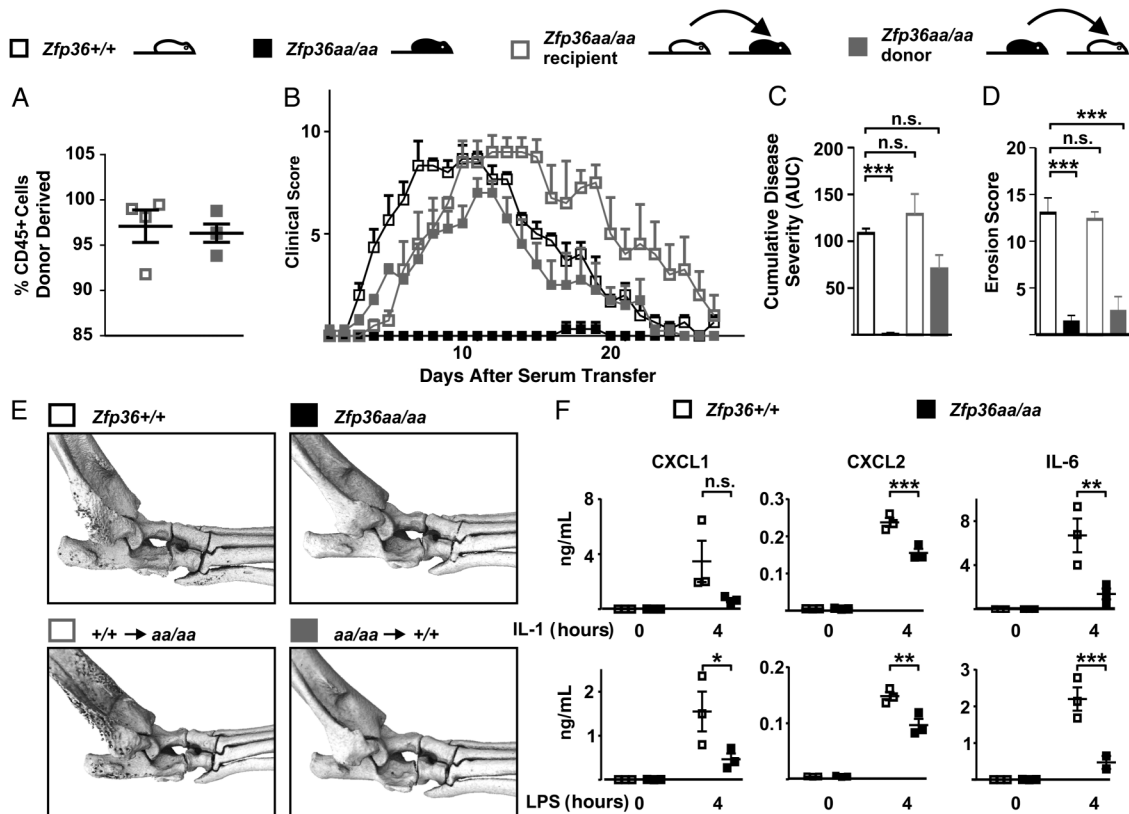 Zfp36+/+
Zfp36aa/aa
Zfp36aa/aa
recipient
Zfp36aa/aa
donor
A
% CD45+Cells
Donor Derived
105
100
95
90
85
B
Clinical Score
10
5
10
20
Days After Serum Transfer
C
Cumulative Disease
Severity (AUC)
n.s.
n.s.
***
200
150
100
50
D
Erosion Score
***
n.s.
***
20
15
10
5
0
E
Zfp36+/+
Zfp36aa/aa
+/+ → aa/aa
aa/aa → +/+
F
Zfp36+/+
Zfp36aa/aa
CXCL1
CXCL2
IL-6
ng/mL
8
4
0
n.s.
0.3
0.2
0.1
***
8
4
**
IL-1 (hours)
0
4
0
4
0
4
ng/mL
2
1
0
*
0.2
0.1
**
3
2
1
0
***
LPS (hours)
0
4
0
4
0
4